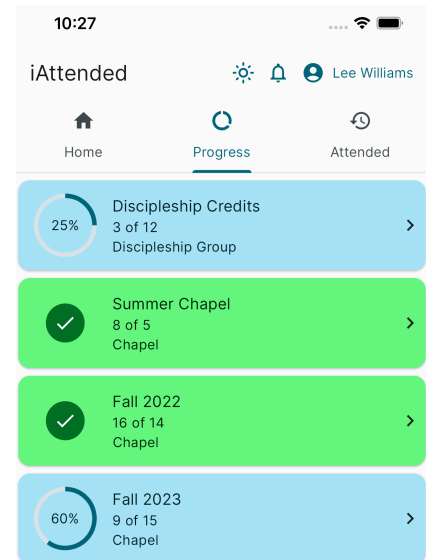 10:27
iAttended
Lee Williams
Home
Progress
Attended
25%
Discipleship Credits
3 of 12
Discipleship Group
Summer Chapel
8 of 5
Chapel
Fall 2022
16 of 14
Chapel
60%
Fall 2023
9 of 15
Chapel